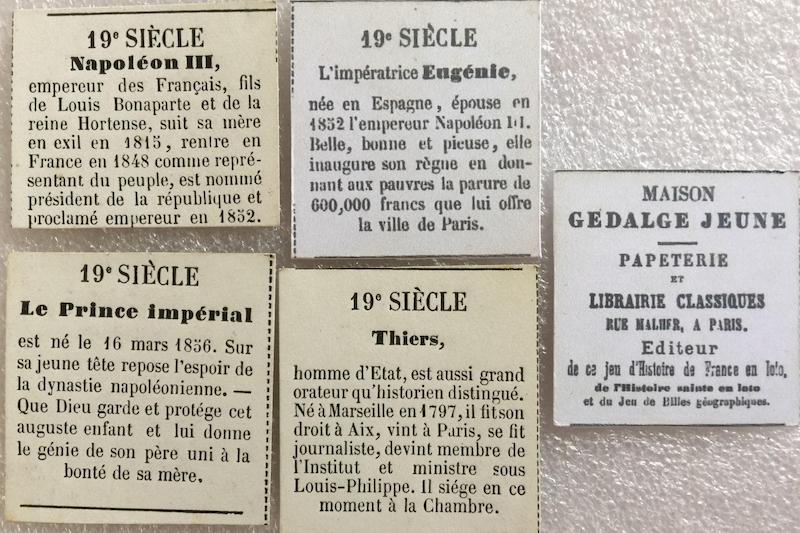 19e SIÈCLE
Napoléon III,
empereur des Français, fils
de Louis Bonaparte et de la
reine Hortense, suit sa mère
en exil en 1815, rentre en
France en 1848 comme repré-
sentant du peuple, est nommé
président de la république et
proclamé empereur en 1852.
19e SIÈCLE
L'impératrice Eugénie,
née en Espagne, épouse en
1852 l'empereur Napoléon III.
Belle, bonne et pieuse, elle
inaugure son règne en don-
nant aux pauvres la parure de
600,000 francs que lui offre
la ville de Paris.
19e SIÈCLE
Le Prince impérial
est né le 16 mars 1856. Sur
sa jeune tête repose l'espoir de
la dynastie napoléonienne. —
Que Dieu garde et protége cet
auguste enfant et lui donne
le génie de son père uni à la
bonté de sa mère.
19e SIÈCLE
Thiers,
homme d'Etat, est aussi grand
orateur qu'historien distingué.
Né à Marseille en 1797, il fit son
droit à Aix, vint à Paris, se fit
journaliste, devint membre de
l'Institut et ministre sous
Louis-Philippe. Il siége en ce
moment à la Chambre.
MAISON
GEDALGE JEUNE
PAPETERIE
ET
LIBRAIRIE CLASSIQUES
RUE MALHER, A PARIS.
Editeur
de ce jeu d'Histoire de France en loto,
de l'Histoire sainte en loto
et du Jeu de Billes géographiques.